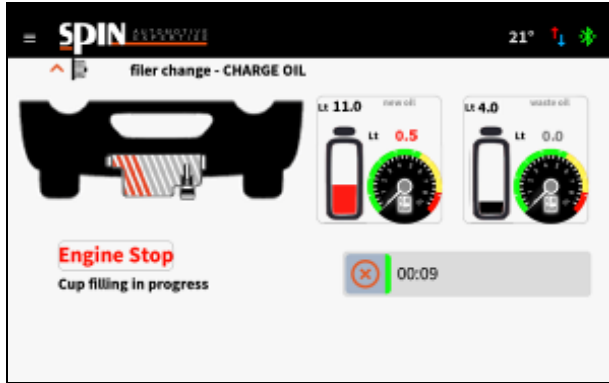 SPIN AUTOMOTIVE EXPERTISE
21°
filer change - CHARGE OIL
Lt 11.0 new oil
Lt 0.5
Lt 4.0 waste oil
Lt 0.0
Engine Stop
Cup filling in progress
00:09